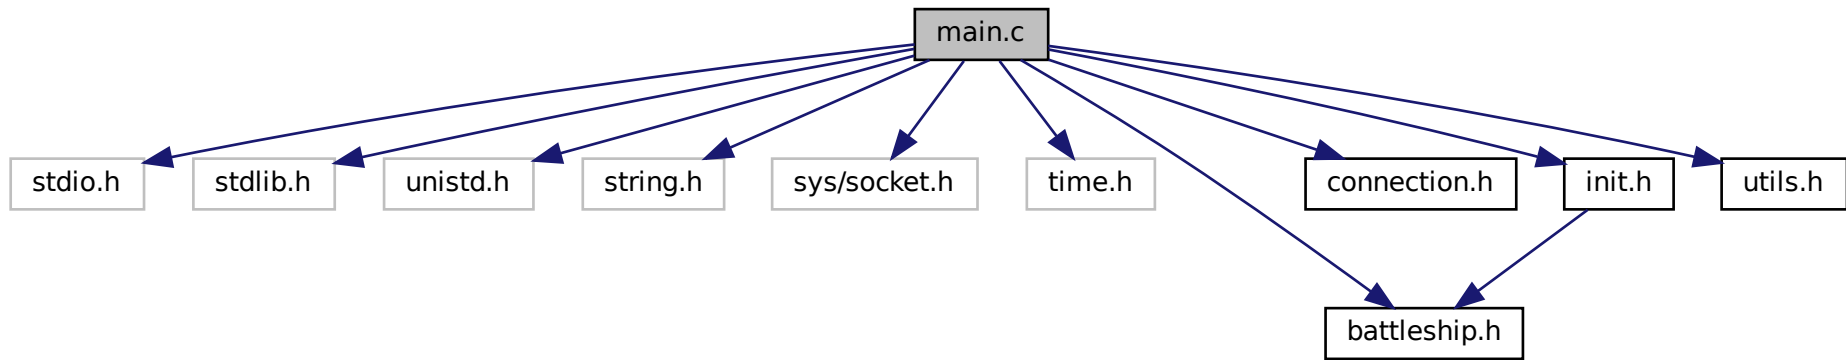 main.c
stdio.h
stdlib.h
unistd.h
string.h
sys/socket.h
time.h
connection.h
init.h
utils.h
battleship.h